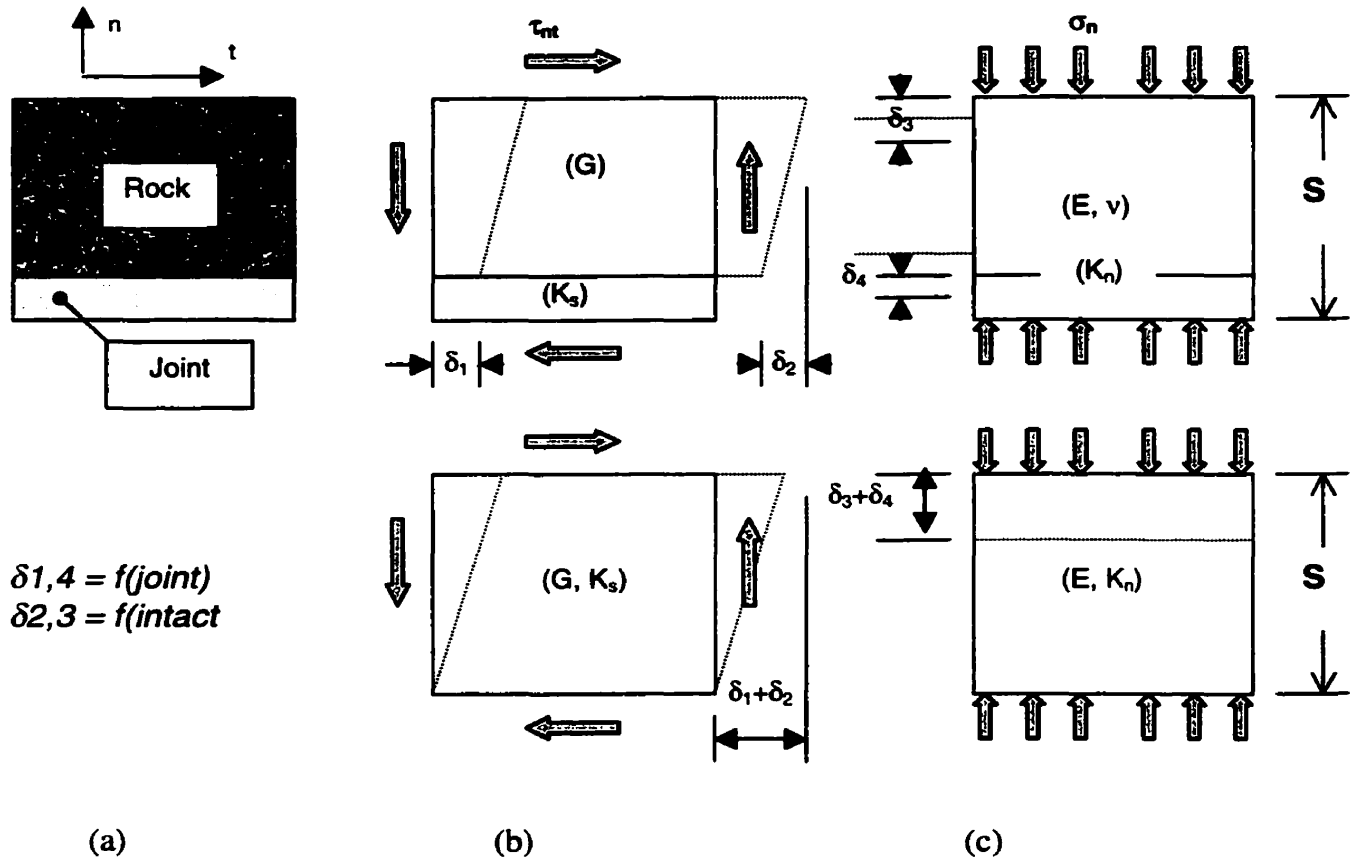 n
t
Rock
Joint
δ1,4 = f(joint)
δ2,3 = f(intact
(a)
τnt
(G)
(Ks)
δ1
δ2
(G, Ks)
δ1+δ2
(b)
σn
δ3
(E, ν)
S
δ4
(Kn)
δ3+δ4
(E, Kn)
S
(c)